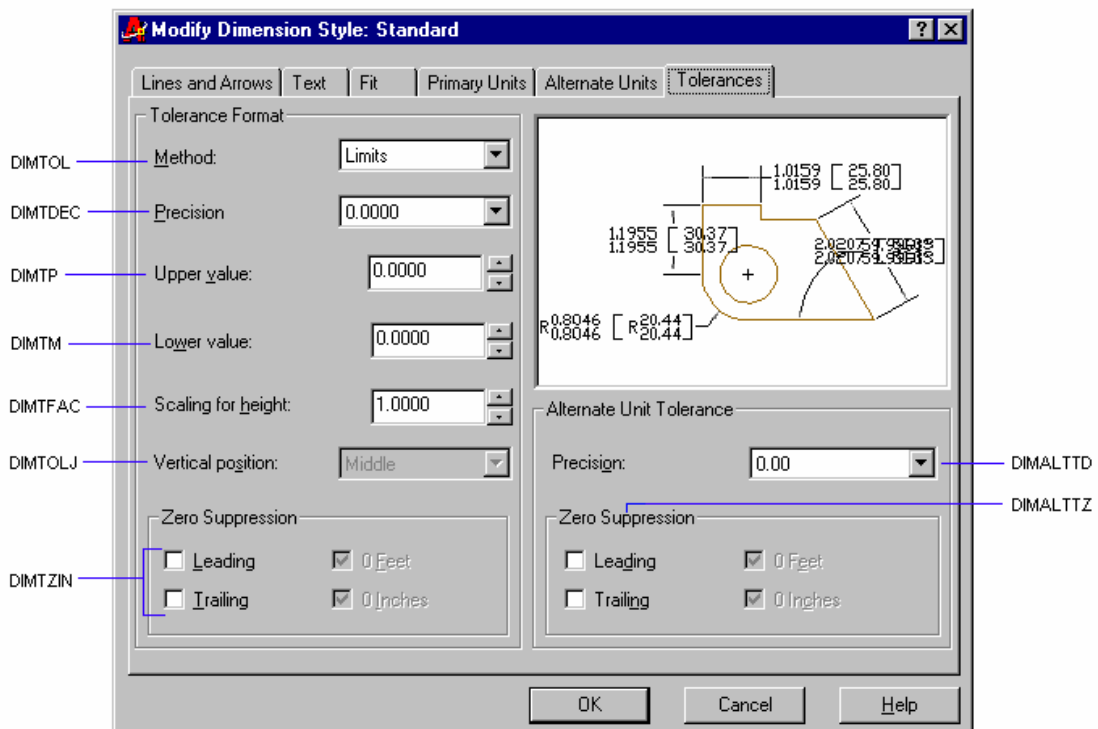 Modify Dimension Style: Standard
Lines and Arrows Text Fit Primary Units Alternate Units Tolerances
Tolerance Format
DIMTOL Method: Limits
DIMTDEC Precision 0.0000
DIMTP Upper value: 0.0000
DIMTM Lower value: 0.0000
DIMTFAC Scaling for height: 1.0000
DIMTOLJ Vertical position: Middle
Zero Suppression
DIMTZIN
Leading 0 Feet
Trailing 0 Inches
1.0159 [ 25.80 ]
1.0159 [ 25.80 ]
1.1955 [ 30.37 ]
1.1955 [ 30.37 ]
R 0.8046 [ R 20.44 ]
0.8046 [ 20.44 ]
Alternate Unit Tolerance
Precision: 0.00 DIMALTTD
DIMALTTZ
Zero Suppression
Leading 0 Feet
Trailing 0 Inches
OK Cancel Help